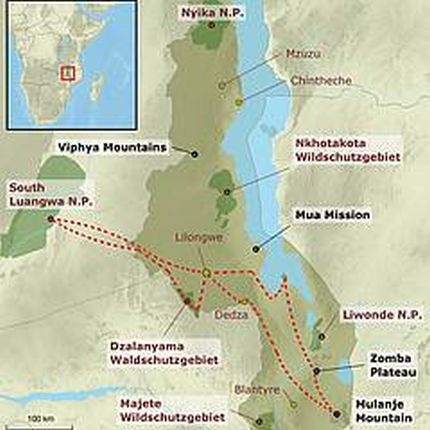 Nyika N.P.
Mzuzu
Chintheche
Viphya Mountains
Nkhotakota
Wildschutzgebiet
South
Luangwa N.P.
Mua Mission
Lilongwe
Dedza
Liwonde N.P.
Dzalanyama
Waldschutzgebiet
Zomba
Plateau
Blantyre
Majete
Wildschutzgebiet
Mulanje
Mountain
100 km